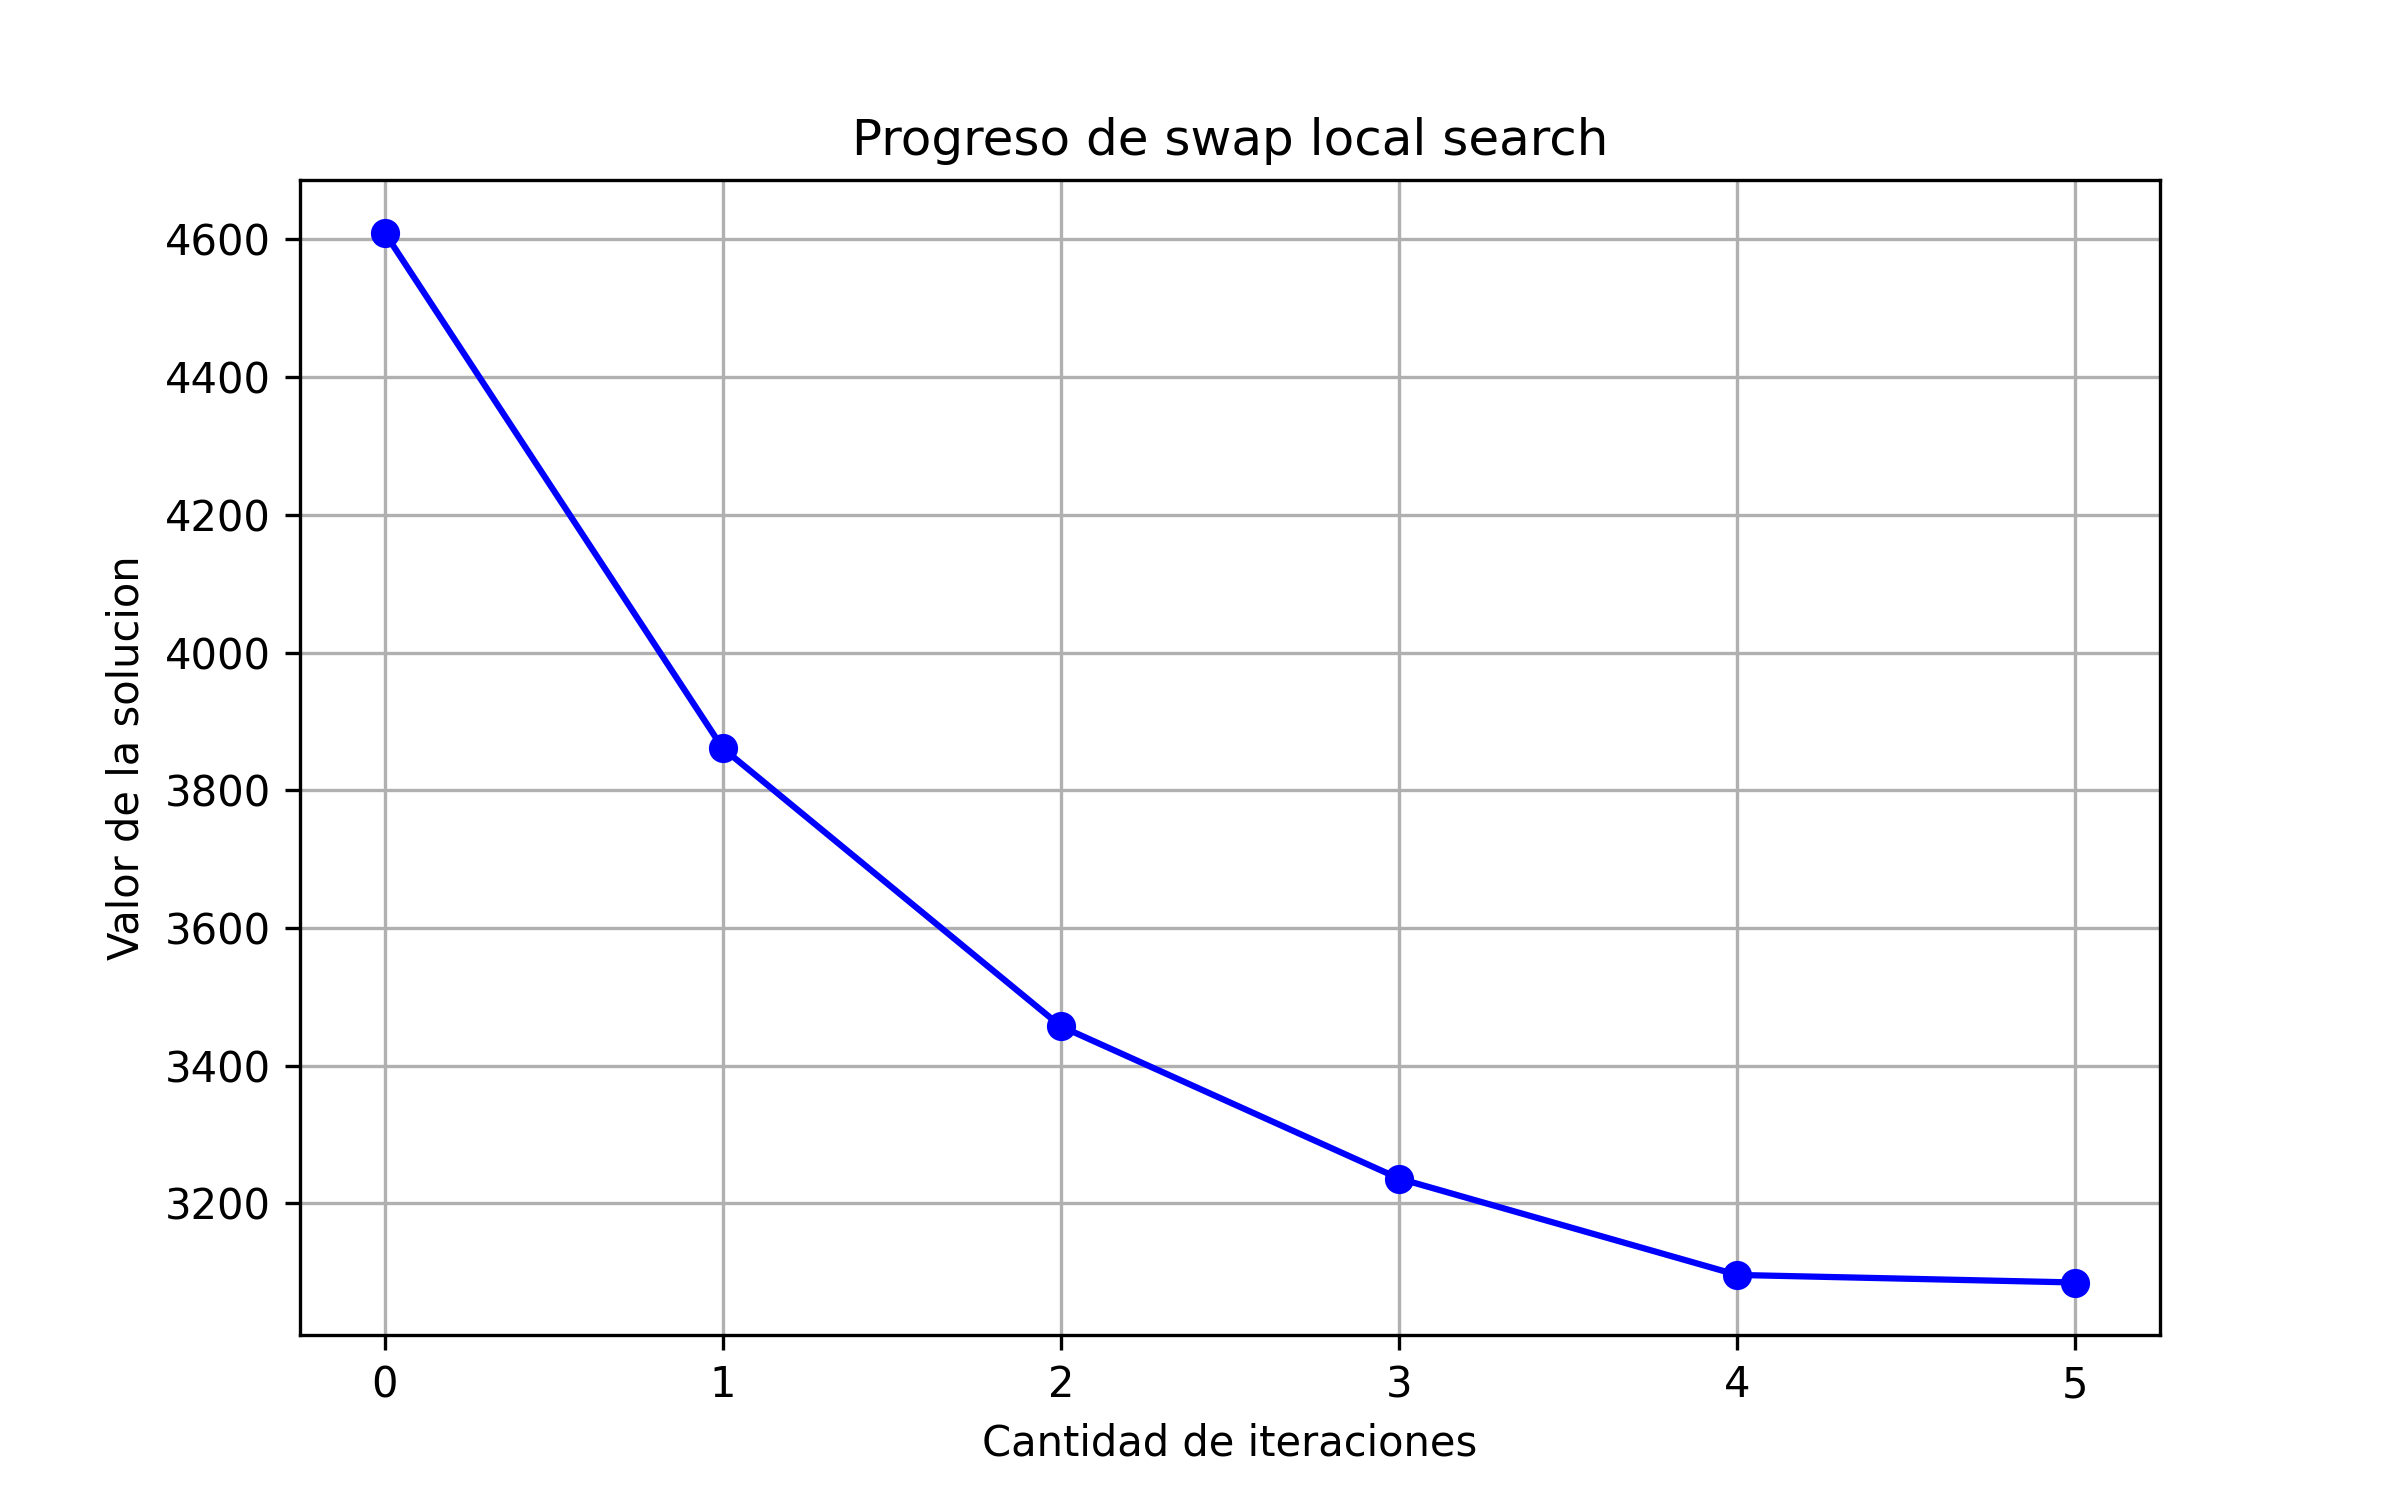 Progreso de swap local search
Valor de la solucion
4600
4400
4200
4000
3800
3600
3400
3200
0 1 2 3 4 5
Cantidad de iteraciones